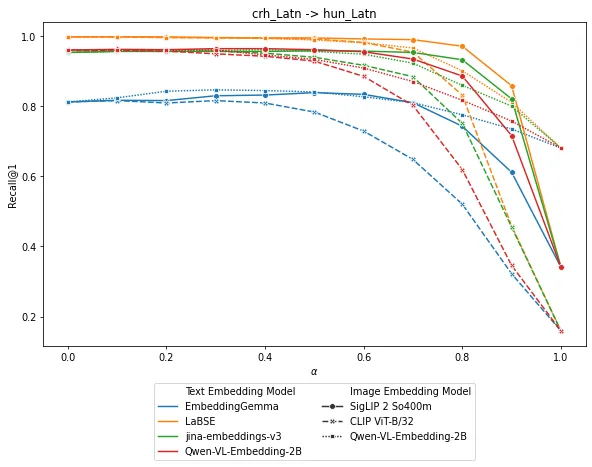 crh_Latn -> hun_Latn
Recall@1
1.0
0.8
0.6
0.4
0.2
0.0 0.2 0.4 0.6 0.8 1.0
α
Text Embedding Model
EmbeddingGemma
LaBSE
jina-embeddings-v3
Qwen-VL-Embedding-2B
Image Embedding Model
SigLIP 2 So400m
CLIP ViT-B/32
Qwen-VL-Embedding-2B